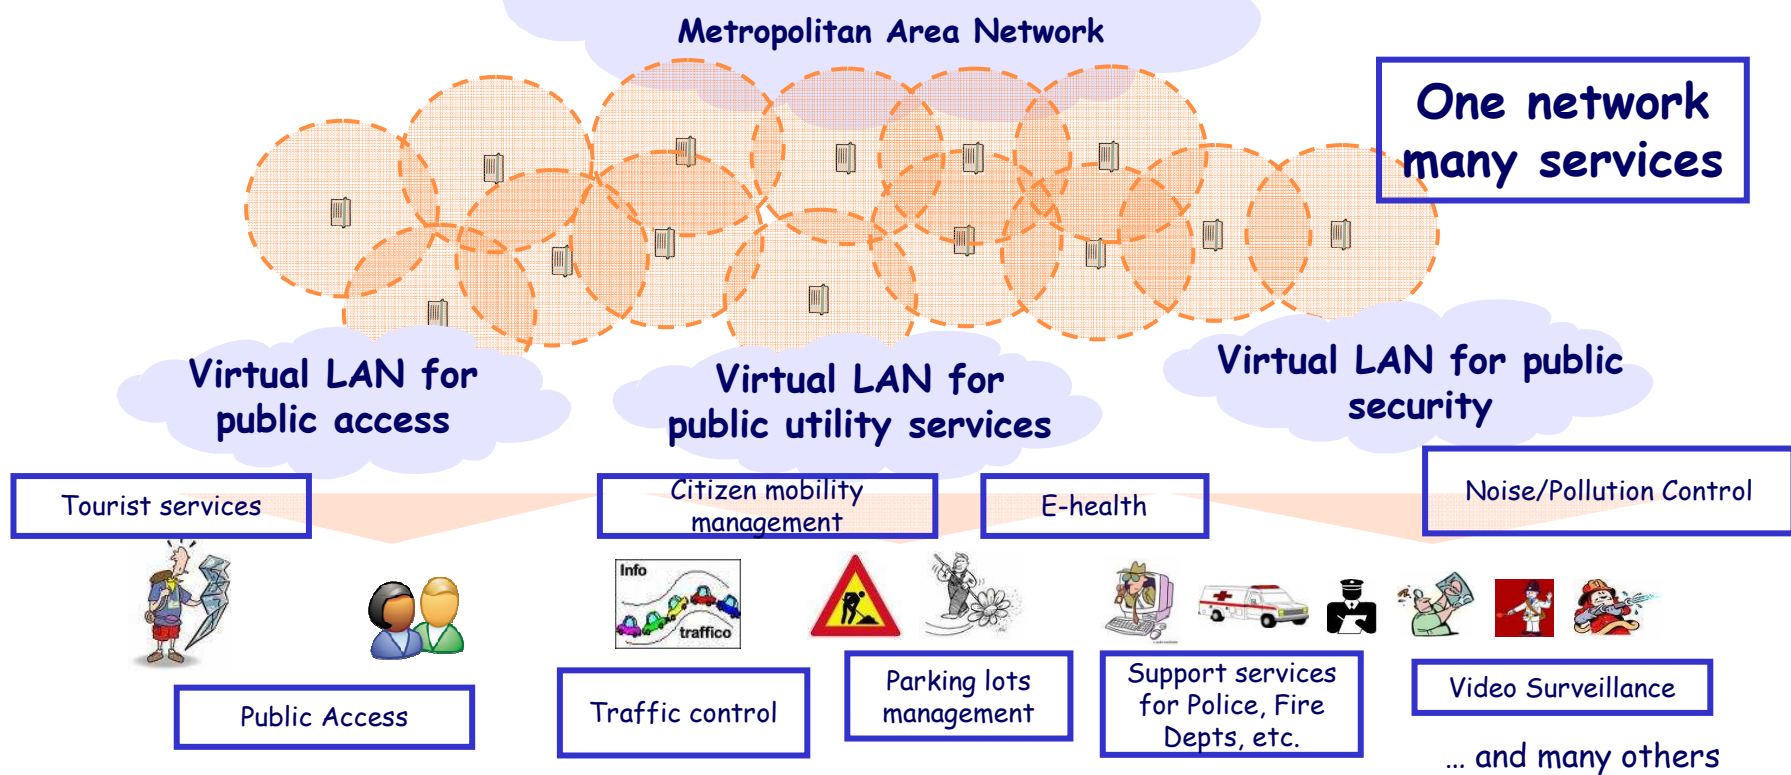 Metropolitan Area Network
One network
many services
Virtual LAN for
public access
Virtual LAN for
public utility services
Virtual LAN for public
security
Tourist services
Citizen mobility
management
E-health
Noise/Pollution Control
Info
traffico
Public Access
Traffic control
Parking lots
management
Support services
for Police, Fire
Depts, etc.
Video Surveillance
... and many others